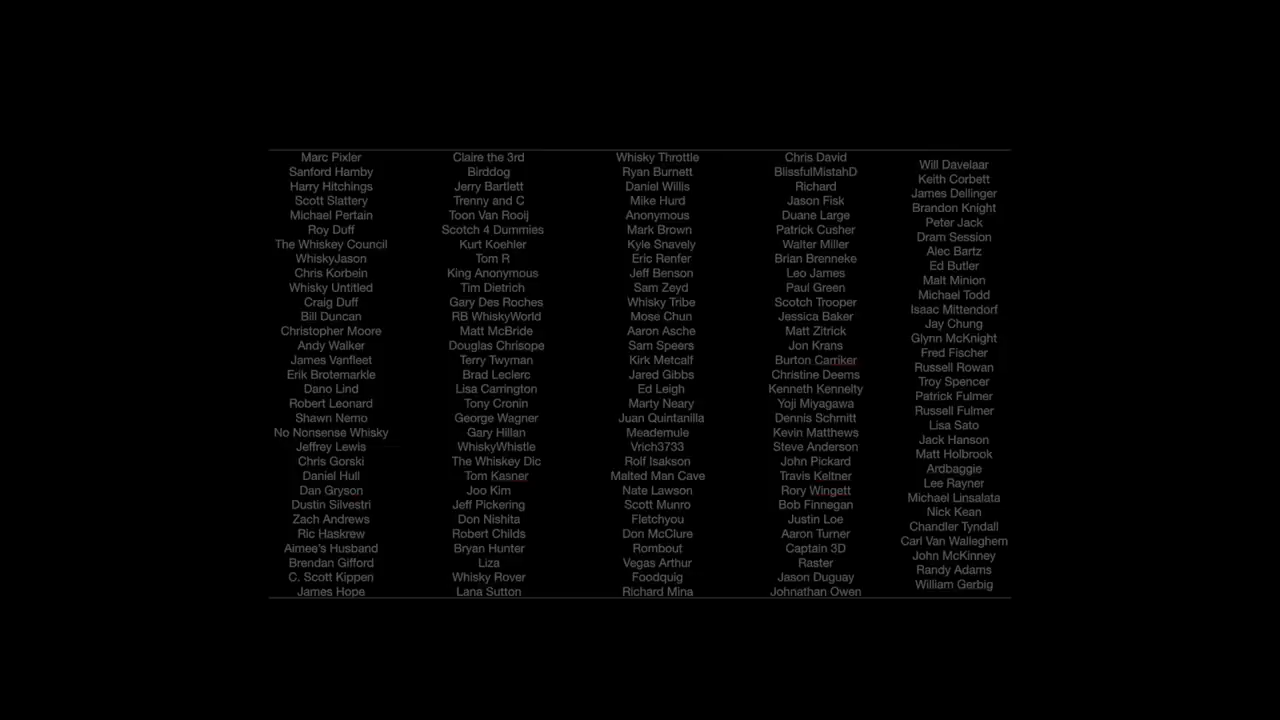 Marc Pixler
Sanford Hamby
Harry Hitchings
Scott Slattery
Michael Pertain
Roy Duff
The Whiskey Council
WhiskyJason
Chris Korbein
Whisky Untitled
Craig Duff
Bill Duncan
Christopher Moore
Andy Walker
James Vanfleet
Erik Brotemarkle
Dano Lind
Robert Leonard
Shawn Nemo
No Nonsense Whisky
Jeffrey Lewis
Chris Gorski
Daniel Hull
Dan Gryson
Dustin Silvestri
Zach Andrews
Ric Haskrew
Aimee's Husband
Brendan Gifford
C. Scott Kippen
James Hope
Claire the 3rd
Birddog
Jerry Bartlett
Trenny and C
Toon Van Rooij
Scotch 4 Dummies
Kurt Koehler
Tom R
King Anonymous
Tim Dietrich
Gary Des Roches
RB WhiskyWorld
Matt McBride
Douglas Chrisope
Terry Twyman
Brad Leclerc
Lisa Carrington
Tony Cronin
George Wagner
Gary Hillan
WhiskyWhistle
The Whiskey Dic
Tom Kasner
Joo Kim
Jeff Pickering
Don Nishita
Robert Childs
Bryan Hunter
Liza
Whisky Rover
Lana Sutton
Whisky Throttle
Ryan Burnett
Daniel Willis
Mike Hurd
Anonymous
Mark Brown
Kyle Snavely
Eric Renfer
Jeff Benson
Sam Zeyd
Whisky Tribe
Mose Chun
Aaron Asche
Sam Speers
Kirk Metcalf
Jared Gibbs
Ed Leigh
Marty Neary
Juan Quintanilla
Meademule
Vrich3733
Rolf Isakson
Malted Man Cave
Nate Lawson
Scott Munro
Fletchyou
Don McClure
Rombout
Vegas Arthur
Foodquig
Richard Mina
Chris David
BlissfulMistahD
Richard
Jason Fisk
Duane Large
Patrick Cusher
Walter Miller
Brian Brenneke
Leo James
Paul Green
Scotch Trooper
Jessica Baker
Matt Zitrick
Jon Krans
Burton Carriker
Christine Deems
Kenneth Kennelty
Yoji Miyagawa
Dennis Schmitt
Kevin Matthews
Steve Anderson
John Pickard
Travis Keltner
Rory Wingett
Bob Finnegan
Justin Loe
Aaron Turner
Captain 3D
Raster
Jason Duguay
Johnathan Owen
Will Davelaar
Keith Corbett
James Dellinger
Brandon Knight
Peter Jack
Dram Session
Alec Bartz
Ed Butler
Malt Minion
Michael Todd
Isaac Mittendorf
Jay Chung
Glynn McKnight
Fred Fischer
Russell Rowan
Troy Spencer
Patrick Fulmer
Russell Fulmer
Lisa Sato
Jack Hanson
Matt Holbrook
Ardbaggie
Lee Rayner
Michael Linsalata
Nick Kean
Chandler Tyndall
Carl Van Walleghem
John McKinney
Randy Adams
William Gerbig